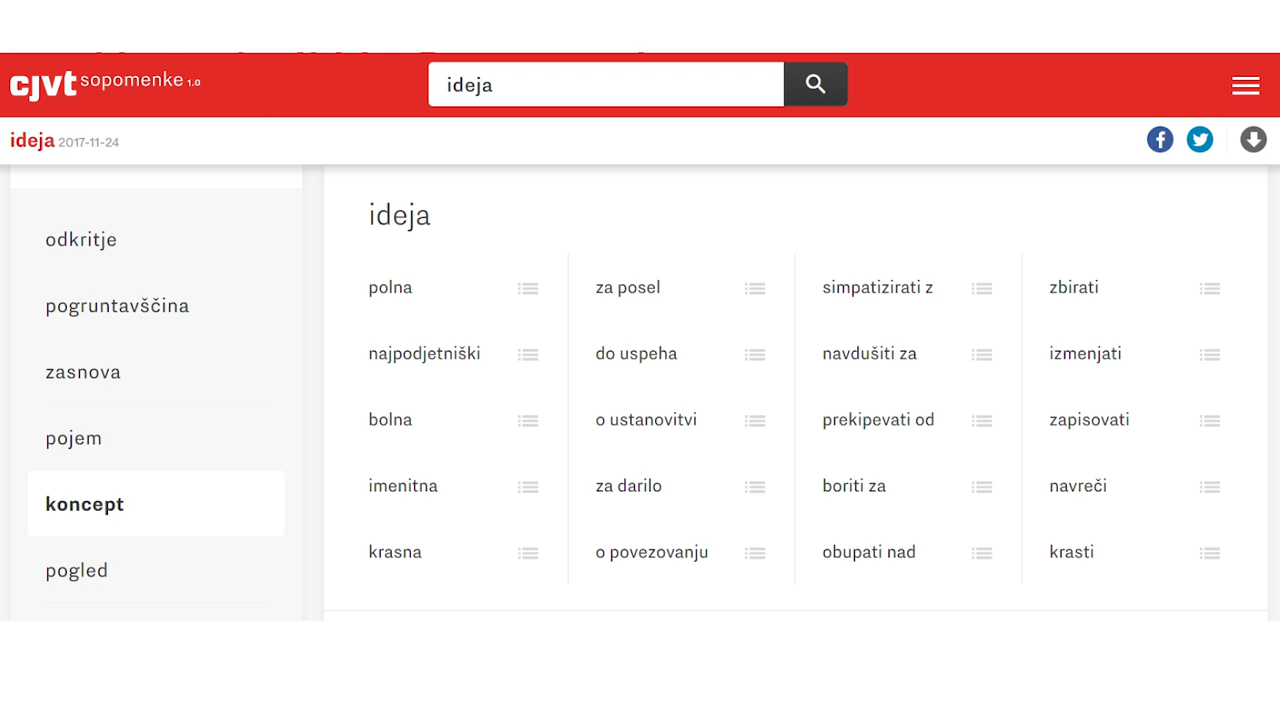 cjvt sopomenke 1.0
ideja
ideja 2017-11-24
odkritje
pogruntavščina
zasnova
pojem
koncept
pogled
ideja
polna za posel simpatizirati z zbirati
najpodjetniški do uspeha navdušiti za izmenjati
bolna o ustanovitvi prekipevati od zapisovati
imenitna za darilo boriti za navreči
krasna o povezovanju obupati nad krasti